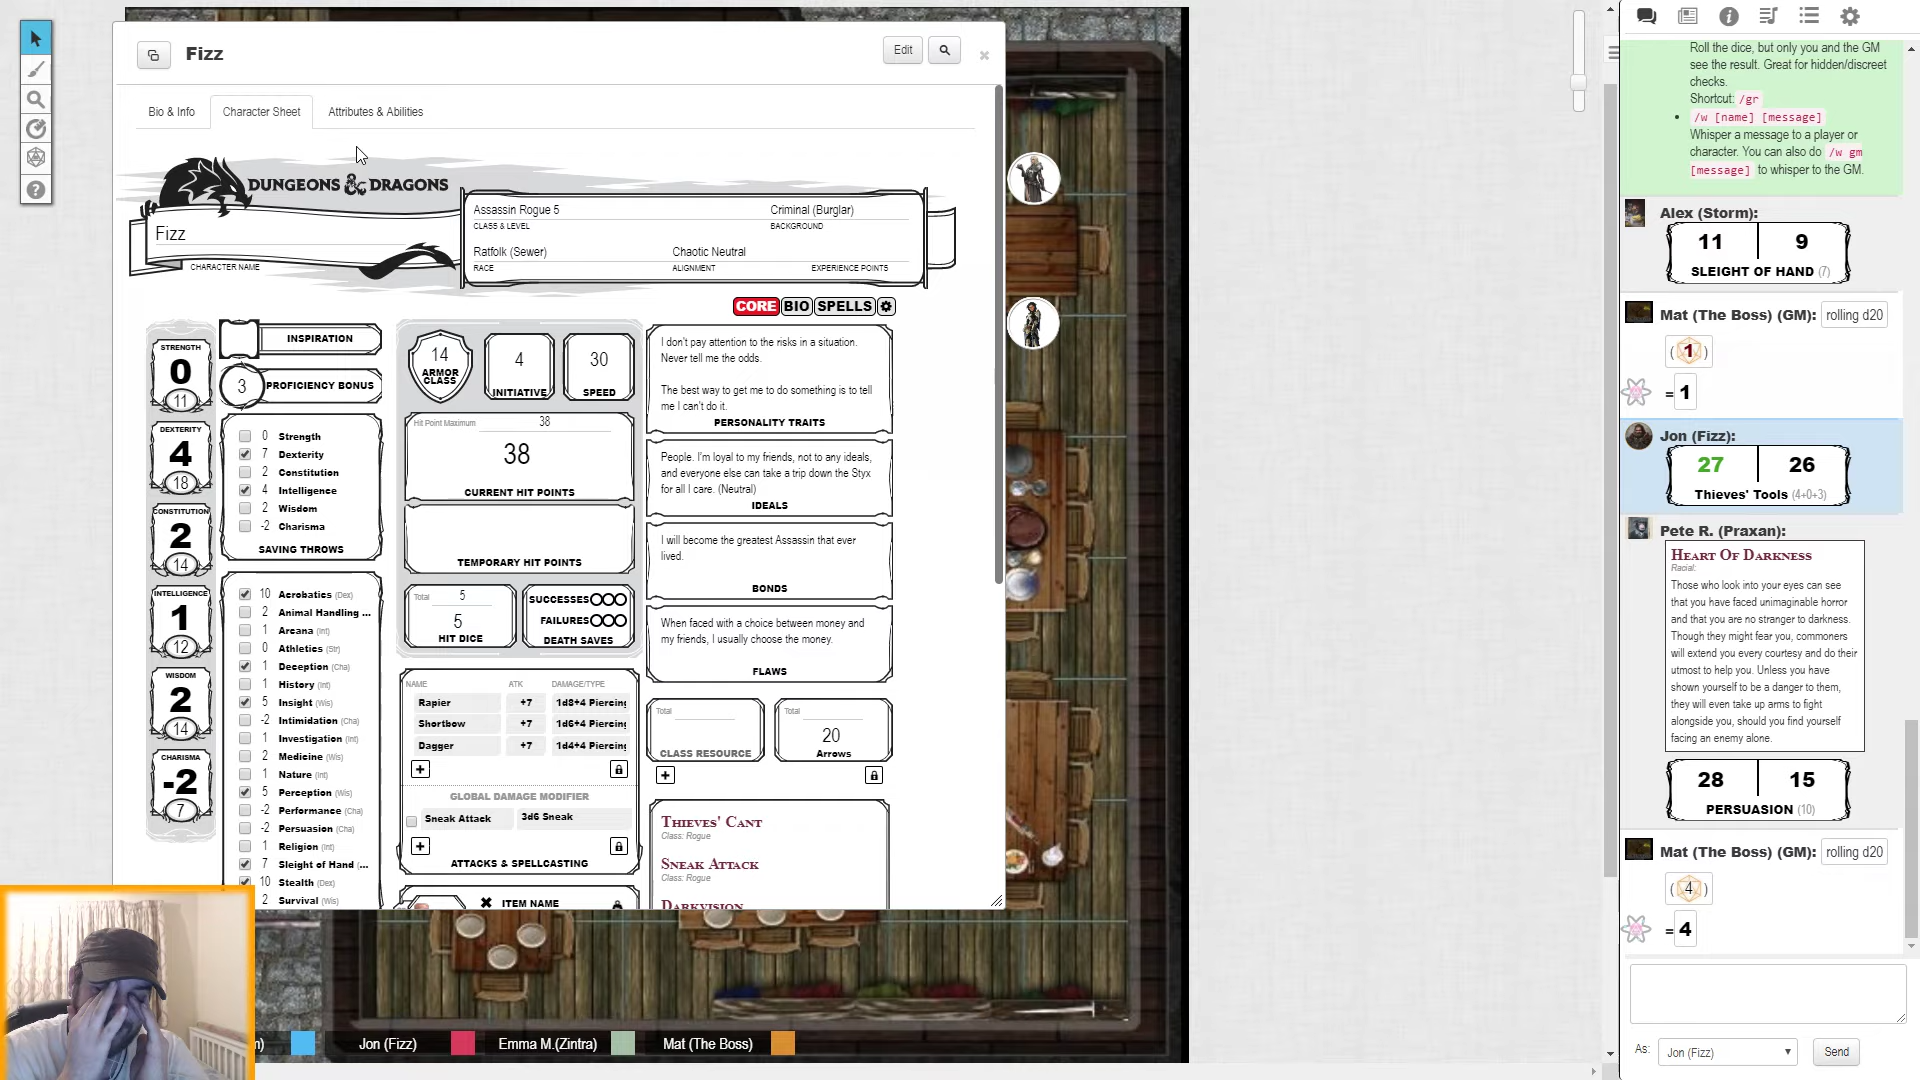 Fizz
Edit
Bio & Info
Character Sheet
Attributes & Abilities
DUNGEONS & DRAGONS
Fizz
CHARACTER NAME
Assassin Rogue 5
Criminal (Burglar)
CLASS & LEVEL
BACKGROUND
Ratfolk (Sewer)
Chaotic Neutral
RACE
ALIGNMENT
EXPERIENCE POINTS
CORE
BIO
SPELLS
STRENGTH
0
11
DEXTERITY
4
18
CONSTITUTION
2
14
INTELLIGENCE
1
12
WISDOM
2
14
CHARISMA
-2
7
INSPIRATION
3
PROFICIENCY BONUS
0 Strength
7 Dexterity
2 Constitution
4 Intelligence
2 Wisdom
-2 Charisma
SAVING THROWS
10 Acrobatics (Dex)
2 Animal Handling ...
1 Arcana (Int)
0 Athletics (Str)
1 Deception (Cha)
1 History (Int)
5 Insight (Wis)
-2 Intimidation (Cha)
1 Investigation (Int)
2 Medicine (Wis)
1 Nature (Int)
5 Perception (Wis)
-2 Performance (Cha)
-2 Persuasion (Cha)
1 Religion (Int)
7 Sleight of Hand (...
10 Stealth (Dex)
2 Survival (Wis)
14
ARMOR
CLASS
4
INITIATIVE
30
SPEED
Hit Point Maximum 38
38
CURRENT HIT POINTS
TEMPORARY HIT POINTS
Total 5
5
HIT DICE
SUCCESSES
FAILURES
DEATH SAVES
NAME ATK DAMAGE/TYPE
Rapier +7 1d8+4 Piercing
Shortbow +7 1d6+4 Piercing
Dagger +7 1d4+4 Piercing
GLOBAL DAMAGE MODIFIER
Sneak Attack 3d6 Sneak
ATTACKS & SPELLCASTING
ITEM NAME
I don't pay attention to the risks in a situation.
Never tell me the odds.
The best way to get me to do something is to tell
me I can't do it.
PERSONALITY TRAITS
People. I'm loyal to my friends, not to any ideals,
and everyone else can take a trip down the Styx
for all I care. (Neutral)
IDEALS
I will become the greatest Assassin that ever
lived.
BONDS
When faced with a choice between money and
my friends, I usually choose the money.
FLAWS
Total
CLASS RESOURCE
Total
20
Arrows
THIEVES' CANT
Class: Rogue
SNEAK ATTACK
Class: Rogue
DARKVISION
Jon (Fizz)
Emma M.(Zintra)
Mat (The Boss)
Roll the dice, but only you and the GM
see the result. Great for hidden/discreet
checks.
Shortcut: /gr
• /w [name] [message]
Whisper a message to a player or
character. You can also do /w gm
[message] to whisper to the GM.
Alex (Storm):
11 9
SLEIGHT OF HAND (7)
Mat (The Boss) (GM): rolling d20
(1)
=1
Jon (Fizz):
27 26
Thieves' Tools (4+0+3)
Pete R. (Praxan):
HEART OF DARKNESS
Racial:
Those who look into your eyes can see
that you have faced unimaginable horror
and that you are no stranger to darkness.
Though they might fear you, commoners
will extend you every courtesy and do their
utmost to help you. Unless you have
shown yourself to be a danger to them,
they will even take up arms to fight
alongside you, should you find yourself
facing an enemy alone.
28 15
PERSUASION (10)
Mat (The Boss) (GM): rolling d20
(4)
=4
As: Jon (Fizz)
Send